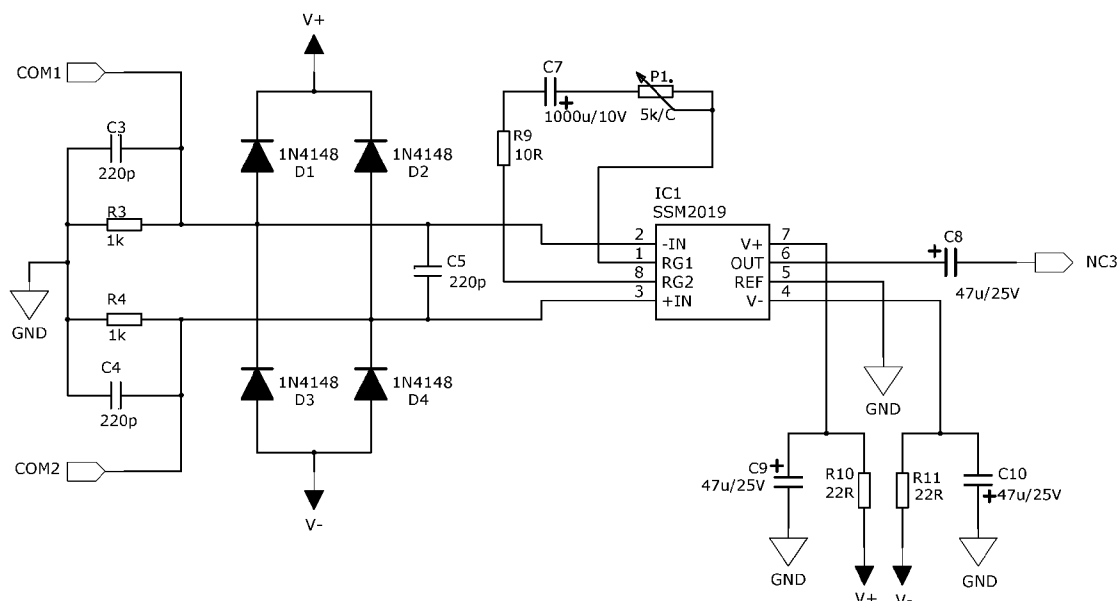 V+
COM1
C3
220p
R3
1k
GND
R4
1k
C4
220p
COM2
1N4148
D1
1N4148
D2
C5
220p
1N4148
D3
1N4148
D4
V-
C7
+
1000u/10V
P1.
5k/C
R9
10R
IC1
SSM2019
2 -IN V+ 7
1 RG1 OUT 6
8 RG2 REF 5
3 +IN V- 4
+
C8
47u/25V
NC3
GND
C9 +
47u/25V
GND
R10
22R
V+
R11
22R
V-
C10
+ 47u/25V
GND